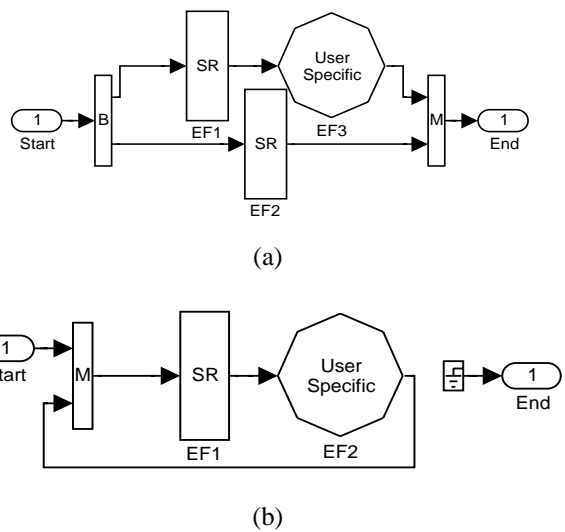 SR
User
Specific
EF1
EF3
1
Start
B
SR
M
1
End
EF2
(a)
1
tart
M
SR
User
Specific
EF1
EF2
1
End
(b)